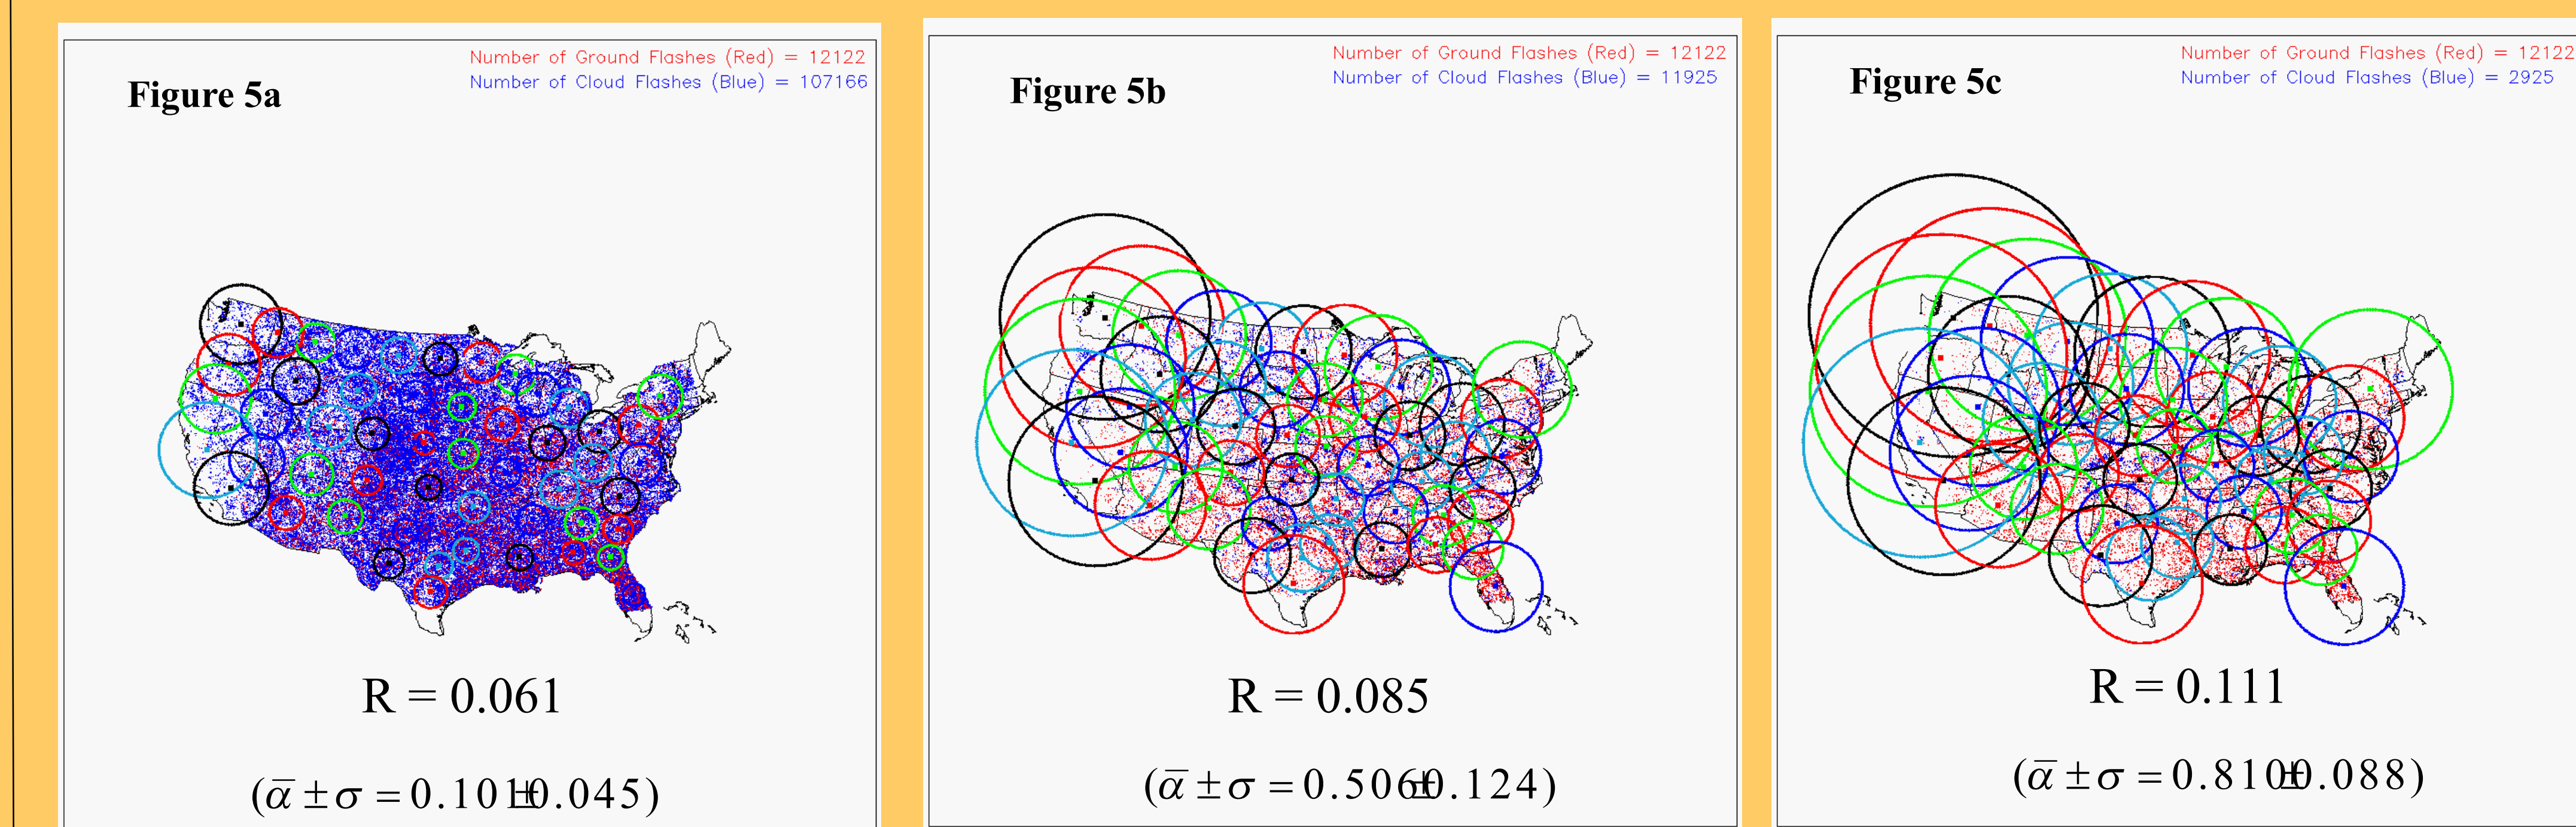 Number of Ground Flashes (Red) = 12122
Number of Cloud Flashes (Blue) = 107166
Figure 5a
R = 0.061
(α̅ ± σ = 0.101±0.045)
Number of Ground Flashes (Red) = 12122
Number of Cloud Flashes (Blue) = 11925
Figure 5b
R = 0.085
(α̅ ± σ = 0.506±0.124)
Number of Ground Flashes (Red) = 12122
Number of Cloud Flashes (Blue) = 2925
Figure 5c
R = 0.111
(α̅ ± σ = 0.810±0.088)